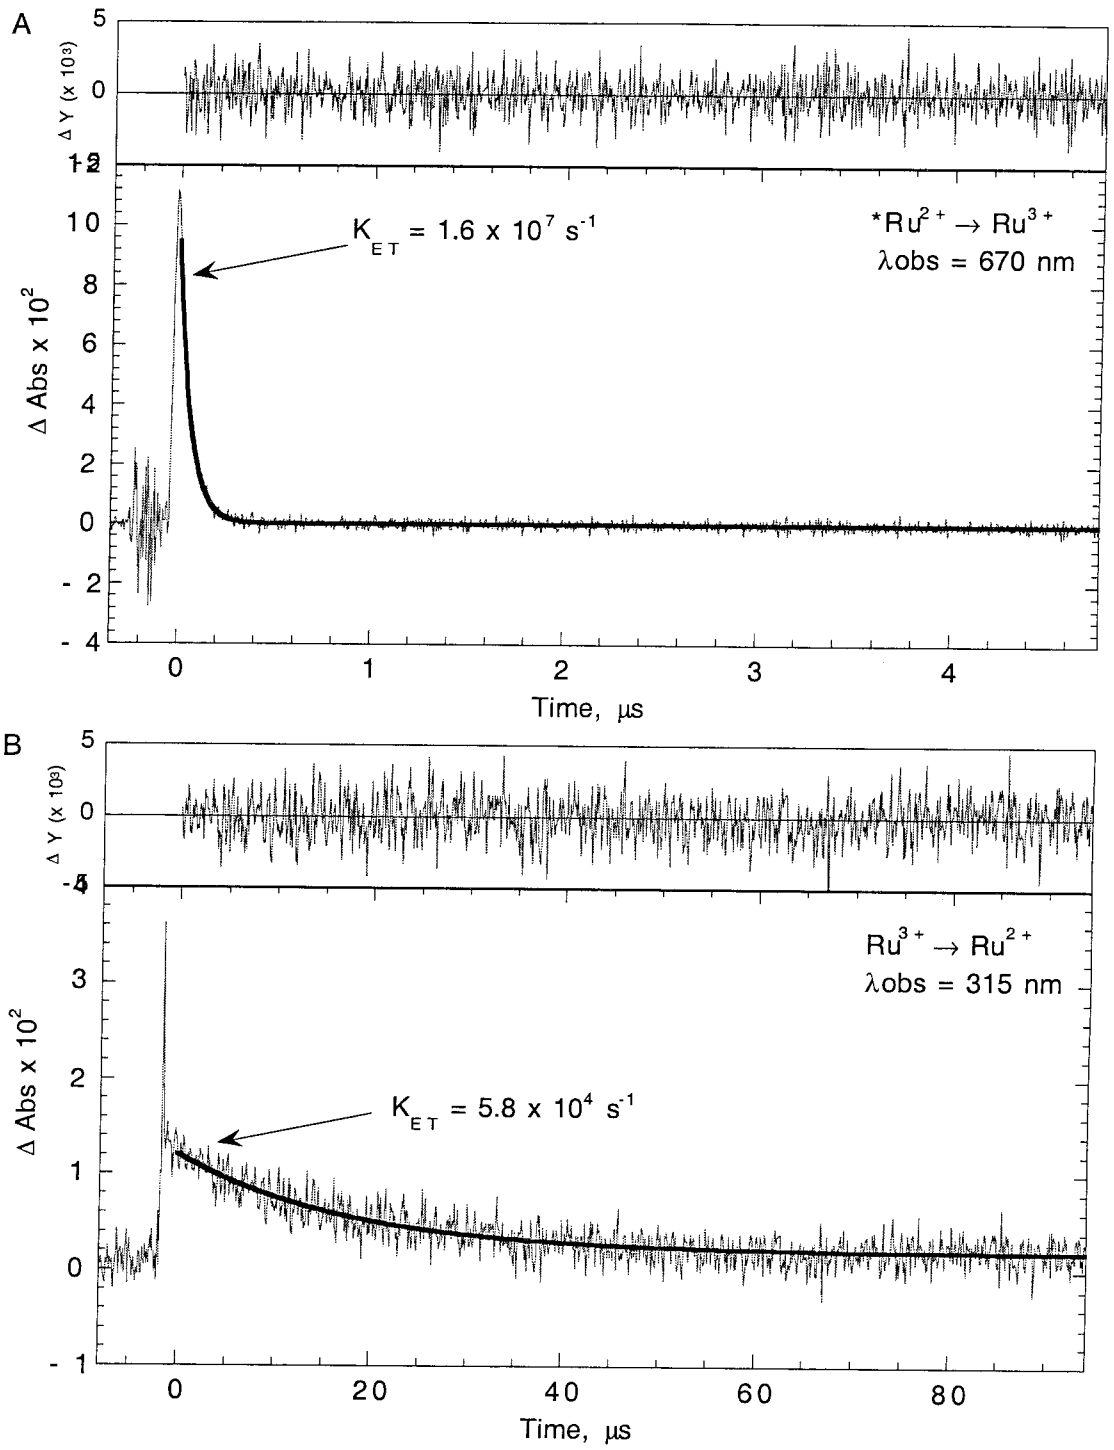 A
5
Δ Y (x 10³)
0
12
K_ET = 1.6 x 10⁷ s⁻¹
*Ru²⁺ → Ru³⁺
λobs = 670 nm
Δ Abs x 10²
10
8
6
4
2
0
- 2
- 4
0 1 2 3 4
Time, μs
B
5
Δ Y (x 10³)
0
Ru³⁺ → Ru²⁺
λobs = 315 nm
Δ Abs x 10²
3
2
K_ET = 5.8 x 10⁴ s⁻¹
1
0
- 1
0 20 40 60 80
Time, μs